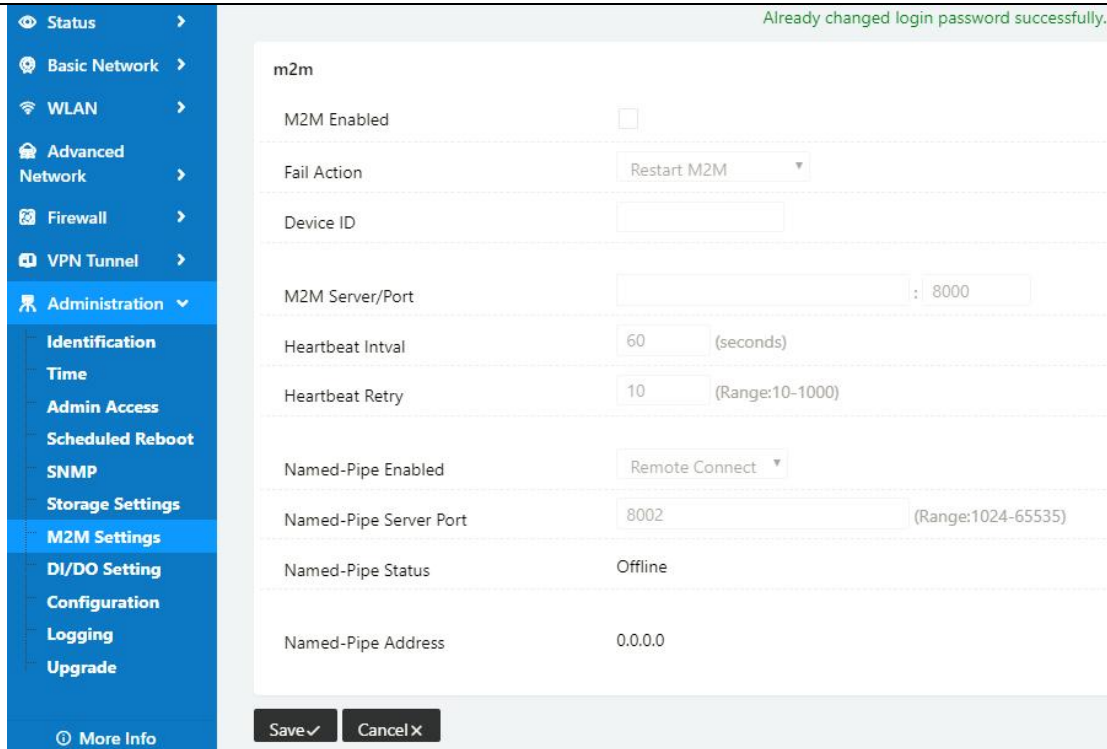 Status
Basic Network
WLAN
Advanced
Network
Firewall
VPN Tunnel
Administration
Identification
Time
Admin Access
Scheduled Reboot
SNMP
Storage Settings
M2M Settings
DI/DO Setting
Configuration
Logging
Upgrade
More Info
Already changed login password successfully.
m2m
M2M Enabled
Fail Action Restart M2M
Device ID
M2M Server/Port : 8000
Heartbeat Intval 60 (seconds)
Heartbeat Retry 10 (Range:10-1000)
Named-Pipe Enabled Remote Connect
Named-Pipe Server Port 8002 (Range:1024-65535)
Named-Pipe Status Offline
Named-Pipe Address 0.0.0.0
Save Cancel